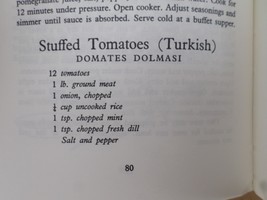 12 minutes under pressure. Open cooker. Adjust seasonings and
simmer until sauce is absorbed. Serve cold at a buffet supper.
Stuffed Tomatoes (Turkish)
DOMATES DOLMASI
12 tomatoes
1 lb. ground meat
1 onion, chopped
cup uncooked rice
1 tsp. chopped mint
1 tsp. chopped fresh dill
Salt and pepper
80